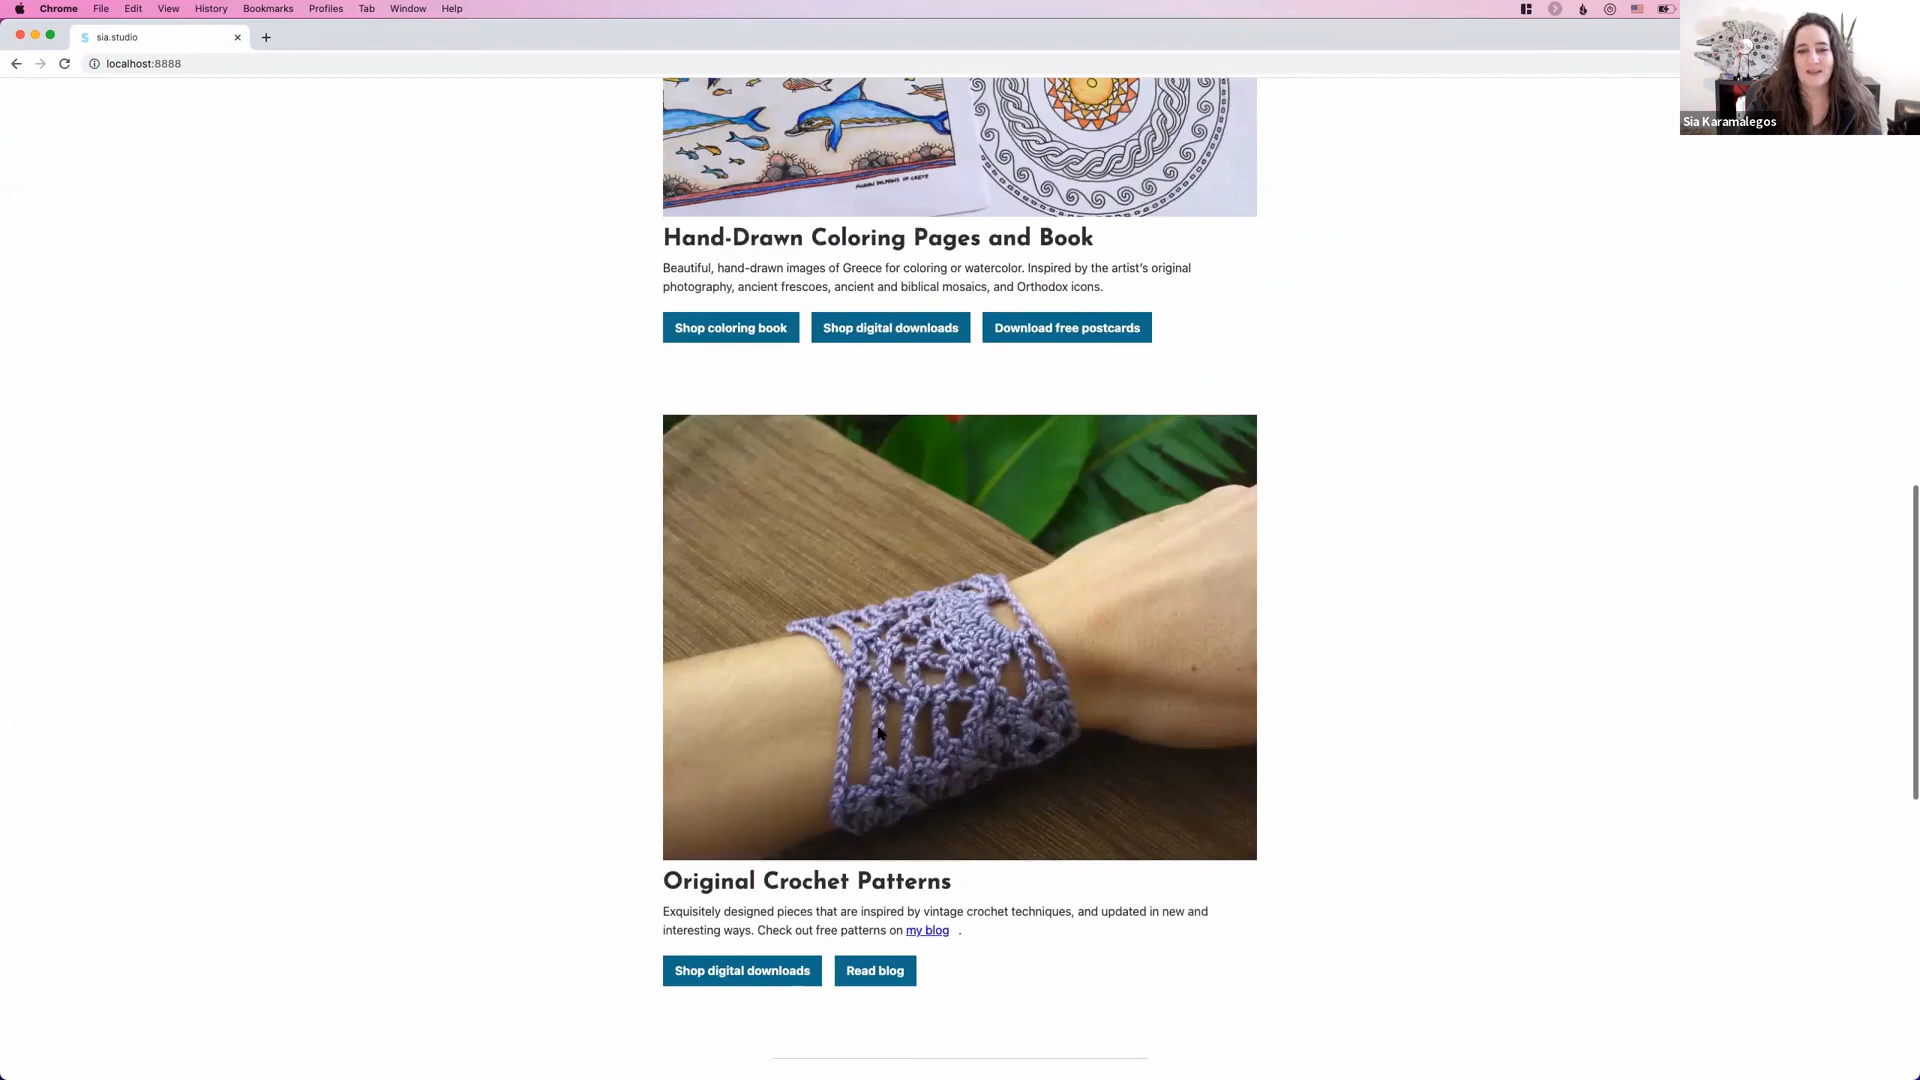 Chrome File Edit View History Bookmarks Profiles Tab Window Help
sia.studio
localhost:8888
Sia Karamalegos
MINOAN DOLPHINS OF CRETE
Hand-Drawn Coloring Pages and Book
Beautiful, hand-drawn images of Greece for coloring or watercolor. Inspired by the artist's original
photography, ancient frescoes, ancient and biblical mosaics, and Orthodox icons.
Shop coloring book Shop digital downloads Download free postcards
Original Crochet Patterns
Exquisitely designed pieces that are inspired by vintage crochet techniques, and updated in new and
interesting ways. Check out free patterns on my blog .
Shop digital downloads Read blog